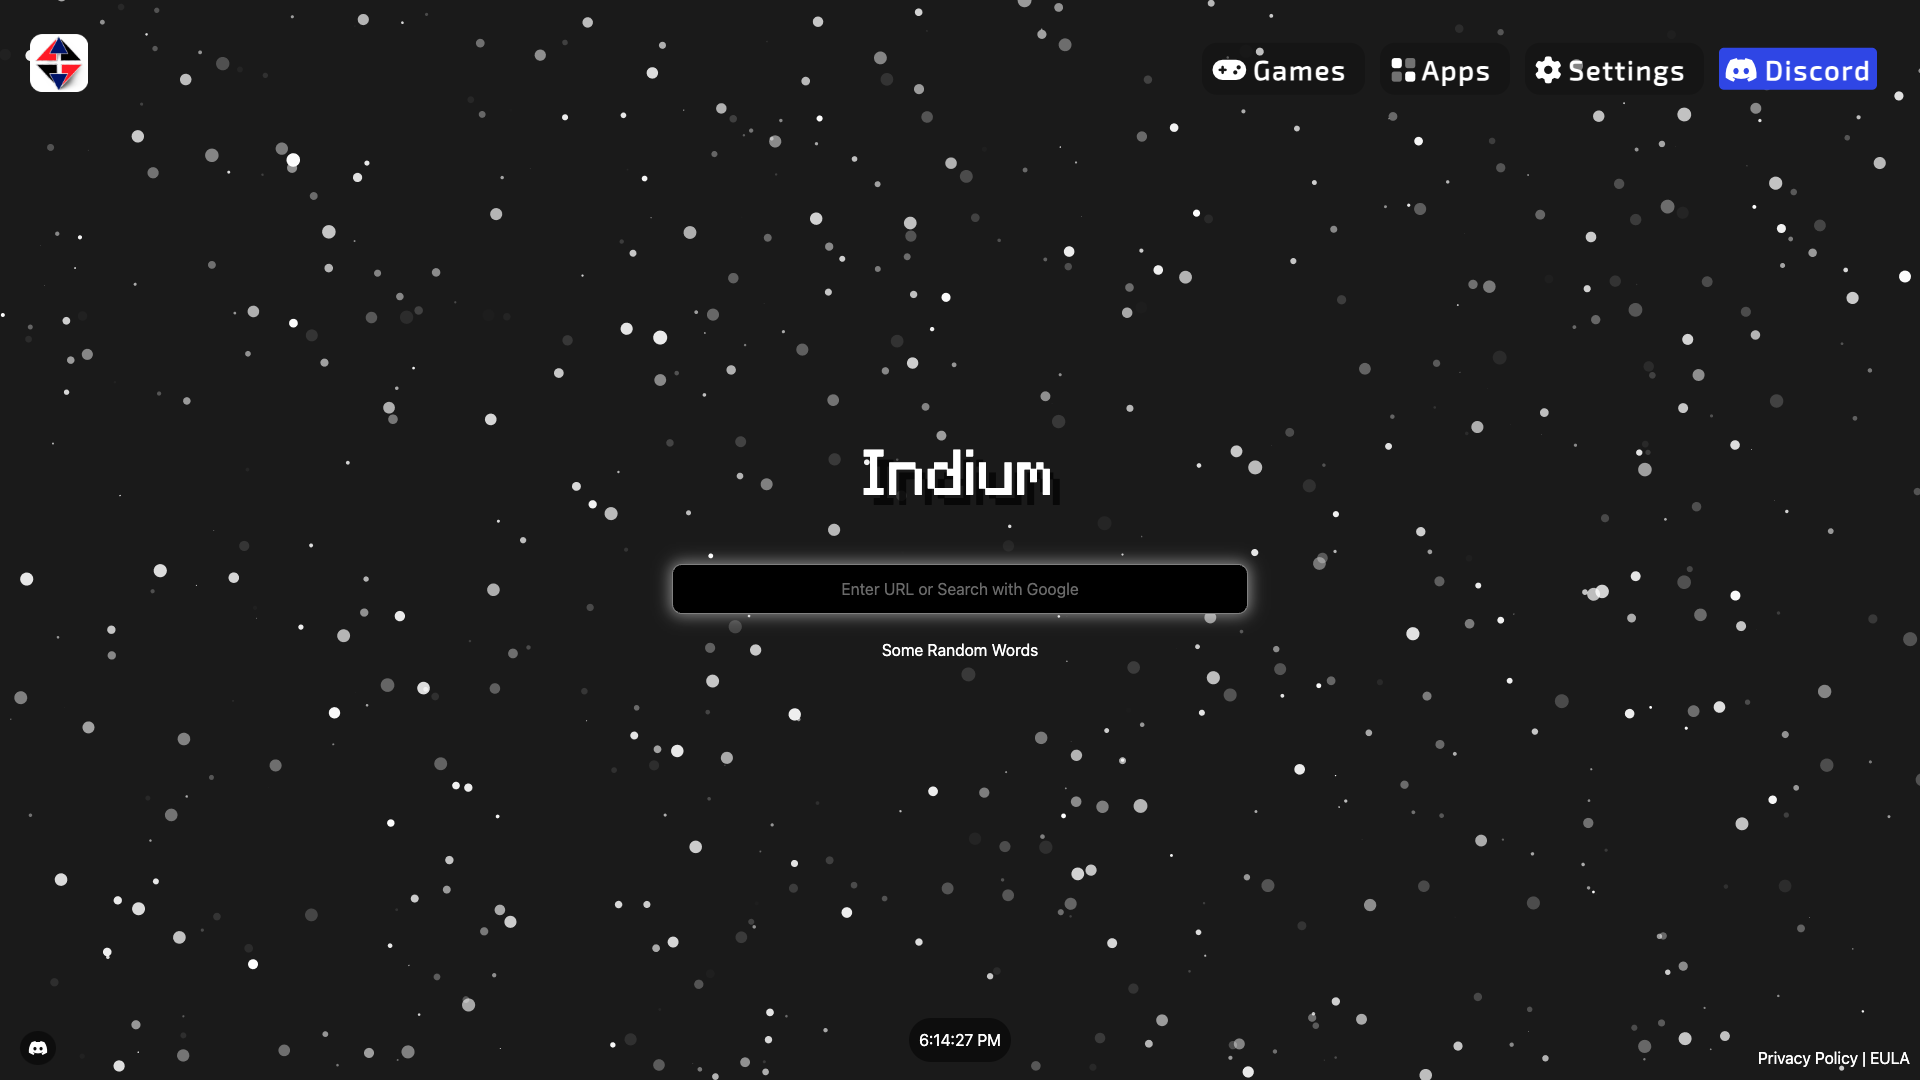 Games
Apps
Settings
Discord
Indium
Enter URL or Search with Google
Some Random Words
6:14:27 PM
Privacy Policy | EULA